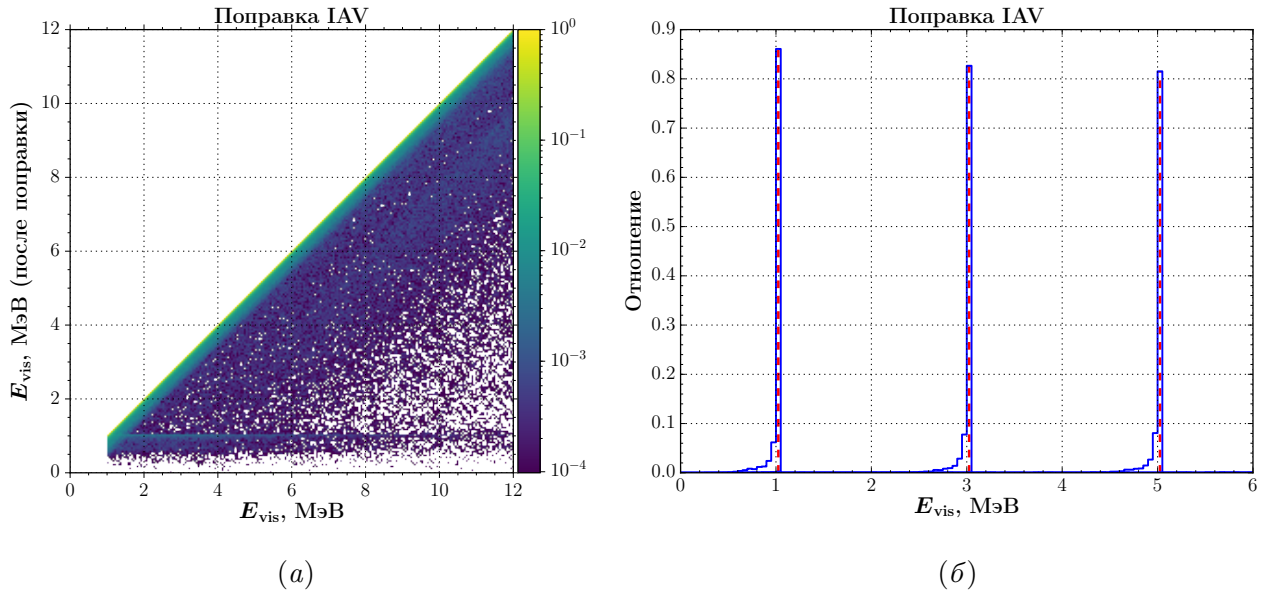 Поправка IAV
E_vis, МэВ (после поправки)
12
10
8
6
4
2
0
0 2 4 6 8 10 12
E_vis, МэВ
10^0
10^−1
10^−2
10^−3
10^−4
(а)
Поправка IAV
Отношение
0.9
0.8
0.7
0.6
0.5
0.4
0.3
0.2
0.1
0.0
0 1 2 3 4 5 6
E_vis, МэВ
(б)